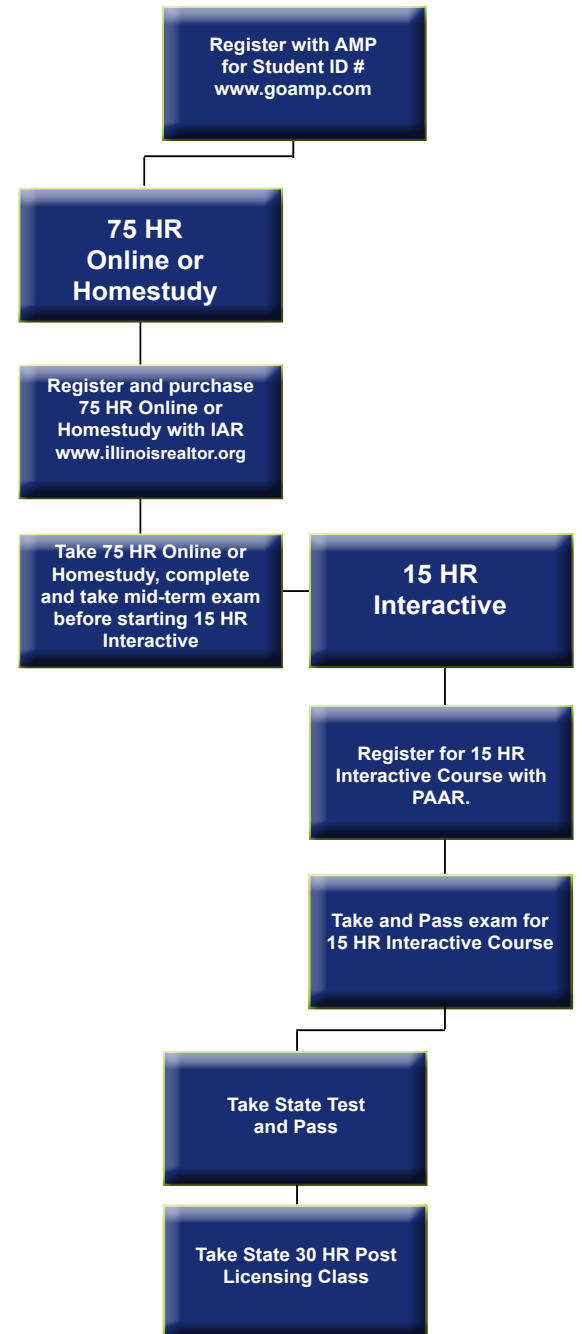 Register with AMP
for Student ID #
www.goamp.com
75 HR
Online or
Homestudy
Register and purchase
75 HR Online or
Homestudy with IAR
www.illinoisrealtor.org
Take 75 HR Online or
Homestudy, complete
and take mid-term exam
before starting 15 HR
Interactive
15 HR
Interactive
Register for 15 HR
Interactive Course with
PAAR.
Take and Pass exam for
15 HR Interactive Course
Take State Test
and Pass
Take State 30 HR Post
Licensing Class